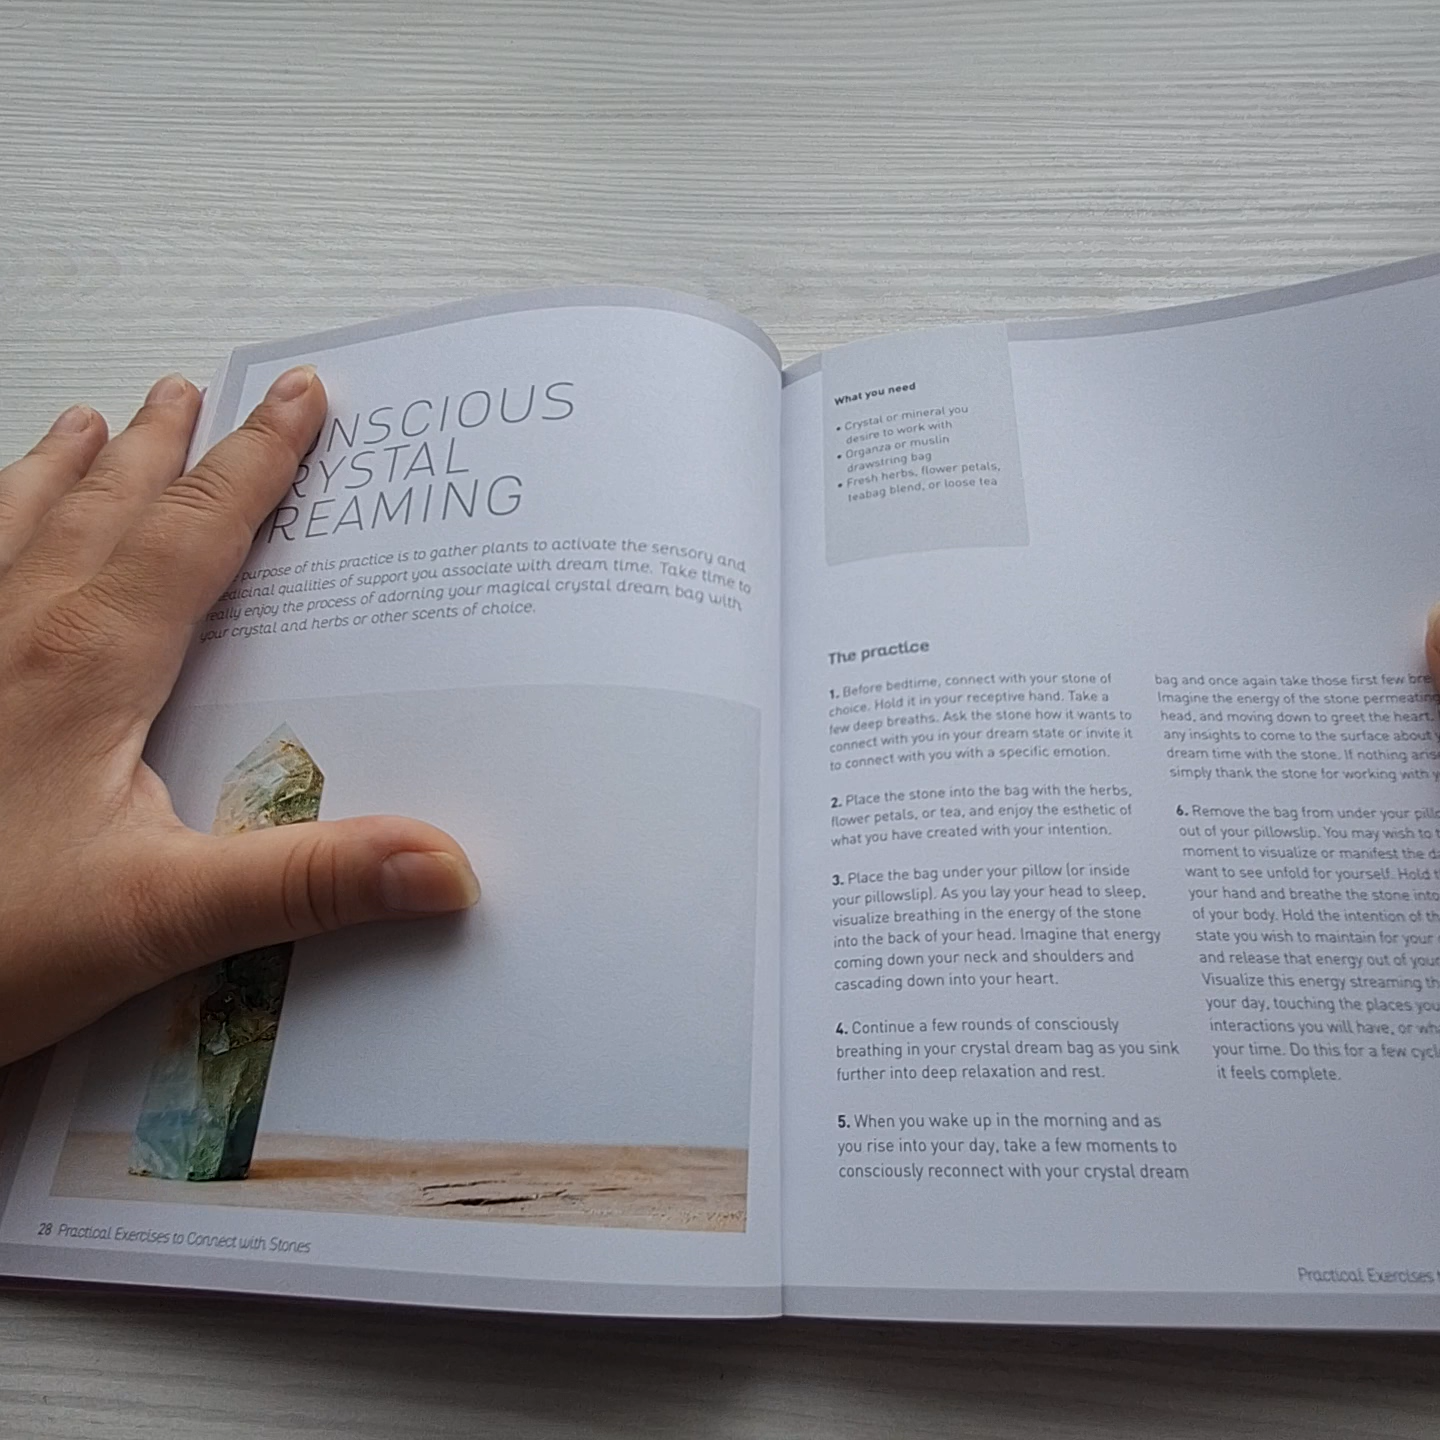 NSCIOUS
RYSTAL
REAMING
purpose of this practice is to gather plants to activate the sensory and
edicinal qualities of support you associate with dream time. Take time to
really enjoy the process of adorning your magical crystal dream bag with
your crystal and herbs or other scents of choice.
28 Practical Exercises to Connect with Stones
What you need
• Crystal or mineral you
desire to work with
• Organza or muslin
drawstring bag
• Fresh herbs, flower petals,
teabag blend, or loose tea
The practice
1. Before bedtime, connect with your stone of
choice. Hold it in your receptive hand. Take a
few deep breaths. Ask the stone how it wants to
connect with you in your dream state or invite it
to connect with you with a specific emotion.
2. Place the stone into the bag with the herbs,
flower petals, or tea, and enjoy the esthetic of
what you have created with your intention.
3. Place the bag under your pillow (or inside
your pillowslip). As you lay your head to sleep,
visualize breathing in the energy of the stone
into the back of your head. Imagine that energy
coming down your neck and shoulders and
cascading down into your heart.
4. Continue a few rounds of consciously
breathing in your crystal dream bag as you sink
further into deep relaxation and rest.
5. When you wake up in the morning and as
you rise into your day, take a few moments to
consciously reconnect with your crystal dream
bag and once again take those first few bre
Imagine the energy of the stone permeating
head, and moving down to greet the heart.
any insights to come to the surface about
dream time with the stone. If nothing aris
simply thank the stone for working with y
6. Remove the bag from under your pillo
out of your pillowslip. You may wish to t
moment to visualize or manifest the da
want to see unfold for yourself. Hold t
your hand and breathe the stone into
of your body. Hold the intention of th
state you wish to maintain for your
and release that energy out of your
Visualize this energy streaming th
your day, touching the places you
interactions you will have, or wha
your time. Do this for a few cycl
it feels complete.
Practical Exercises